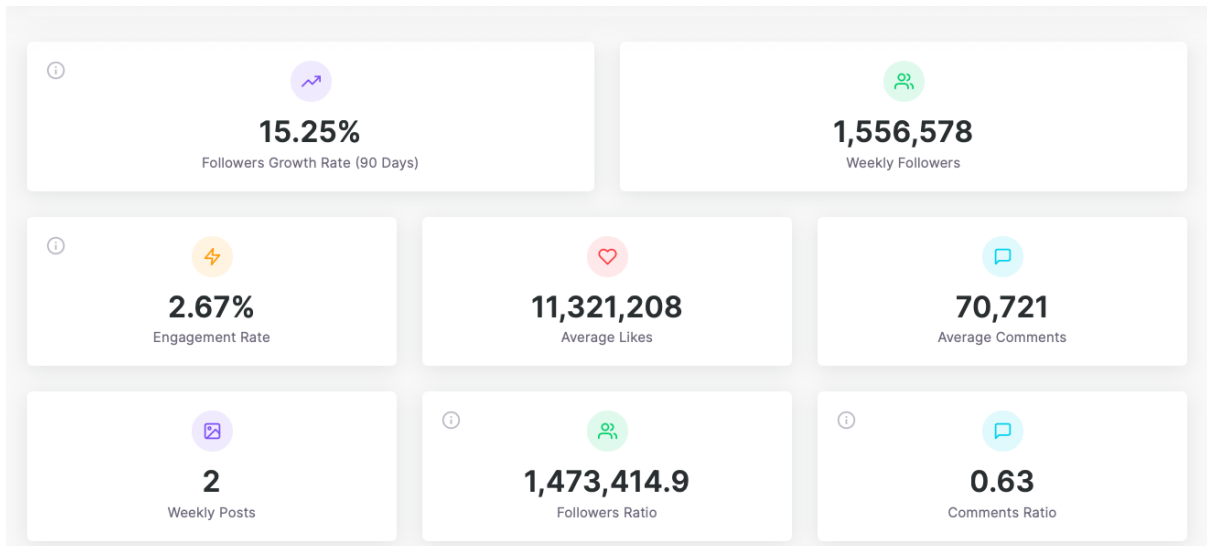 15.25%
Followers Growth Rate (90 Days)
1,556,578
Weekly Followers
2.67%
Engagement Rate
11,321,208
Average Likes
70,721
Average Comments
2
Weekly Posts
1,473,414.9
Followers Ratio
0.63
Comments Ratio